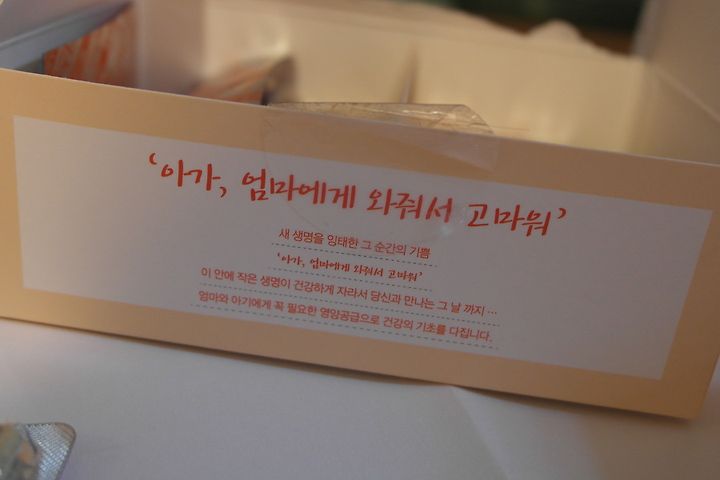 ‘아가, 엄마에게 와줘서 고마워’
새 생명을 잉태한 그 순간의 기쁨
‘아가, 엄마에게 와줘서 고마워’
이 안에 작은 생명이 건강하게 자라서 당신과 만나는 그 날 까지 …
엄마와 아기에게 꼭 필요한 영양공급으로 건강의 기초를 다집니다.